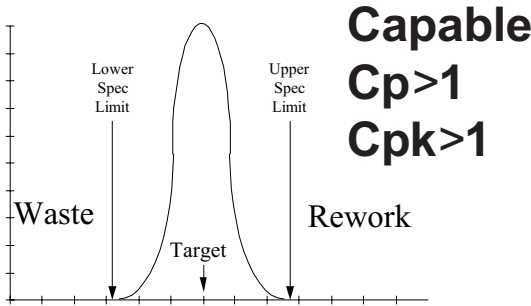 Capable
Cp>1
Cpk>1
Lower
Spec
Limit
Upper
Spec
Limit
Waste
Rework
Target